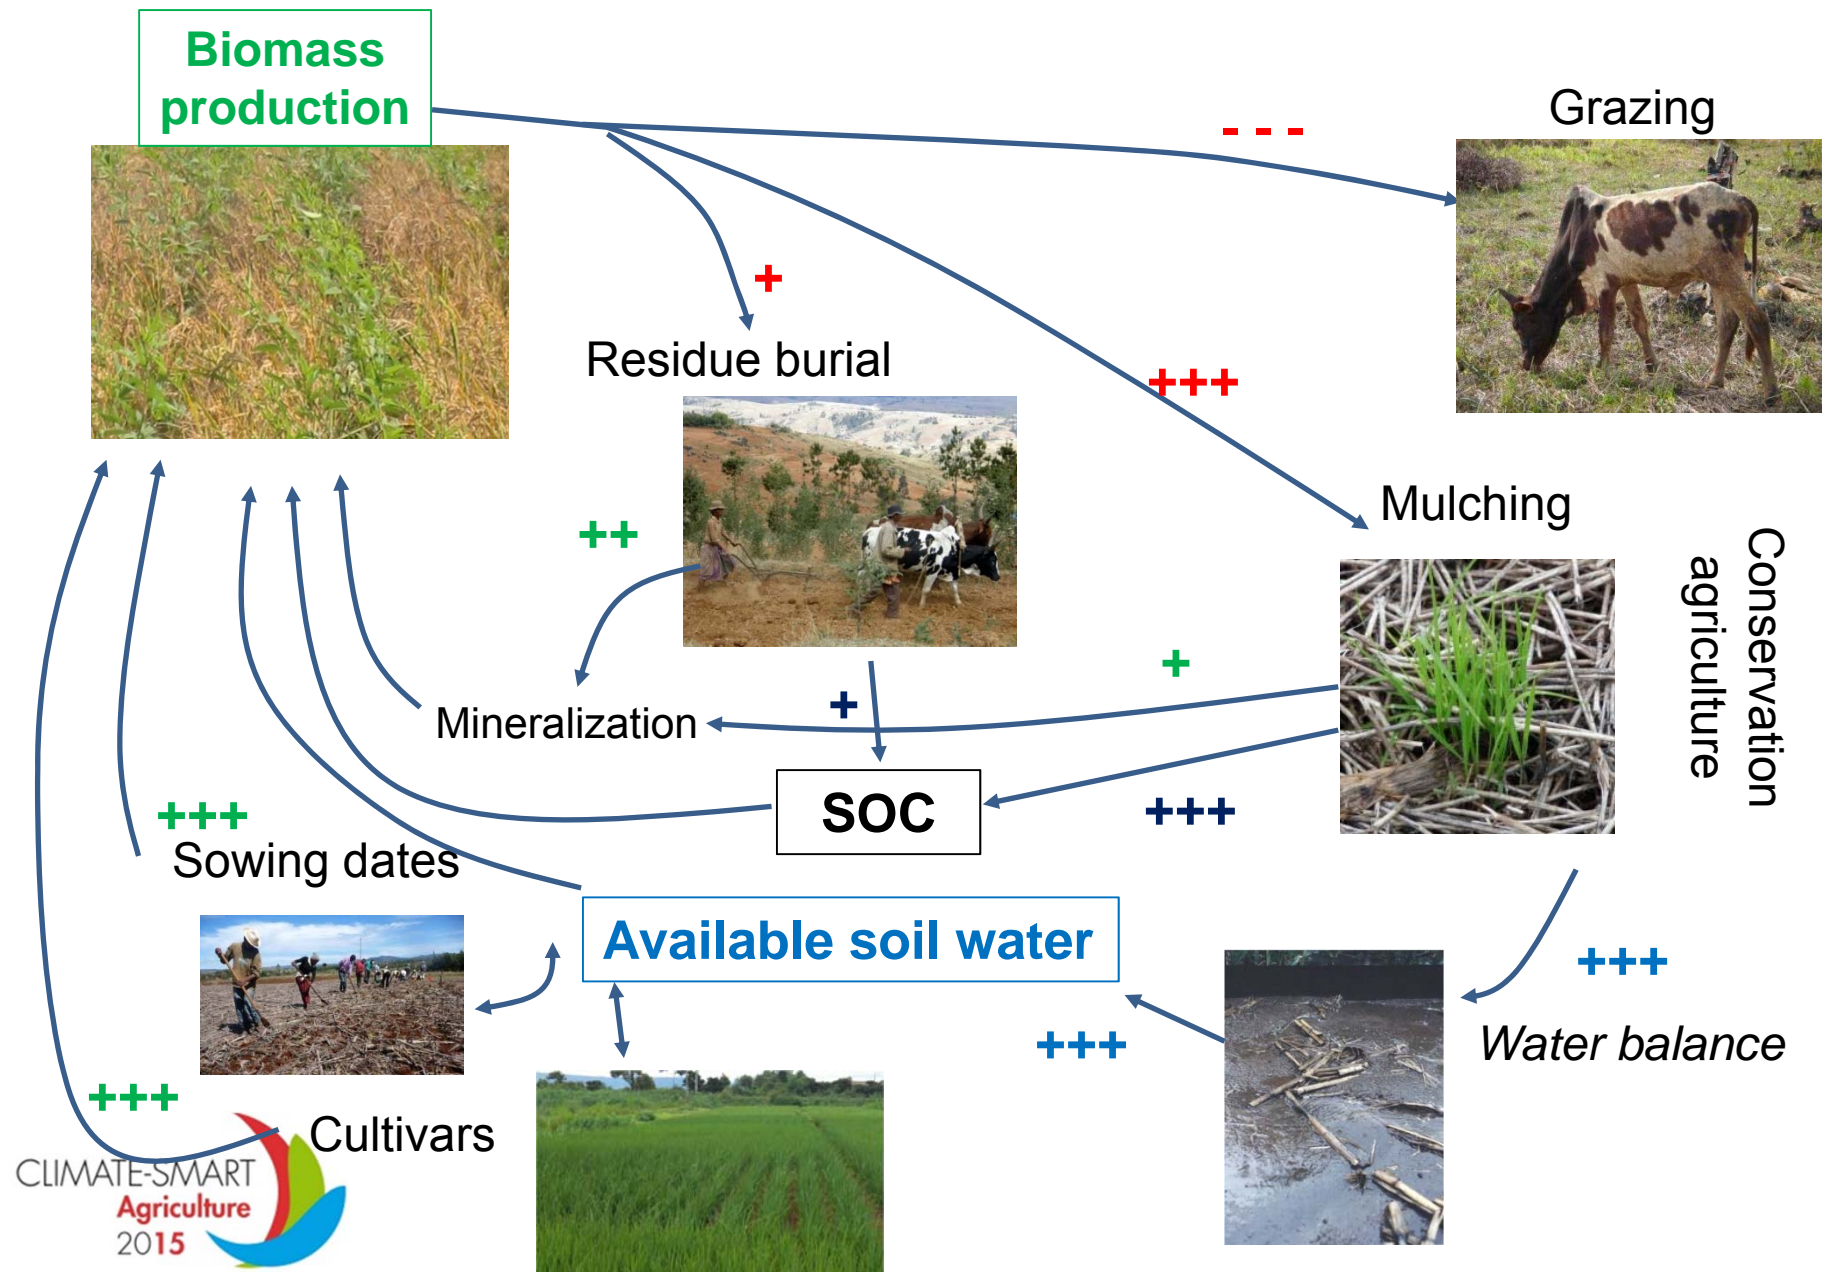 Biomass
production
- - -
Grazing
+
Residue burial
+++
Mulching
Conservation
agriculture
++
+
+
Mineralization
SOC
+++
+++
Sowing dates
Available soil water
+++
+++
Water balance
+++
Cultivars
CLIMATE-SMART
Agriculture
2015